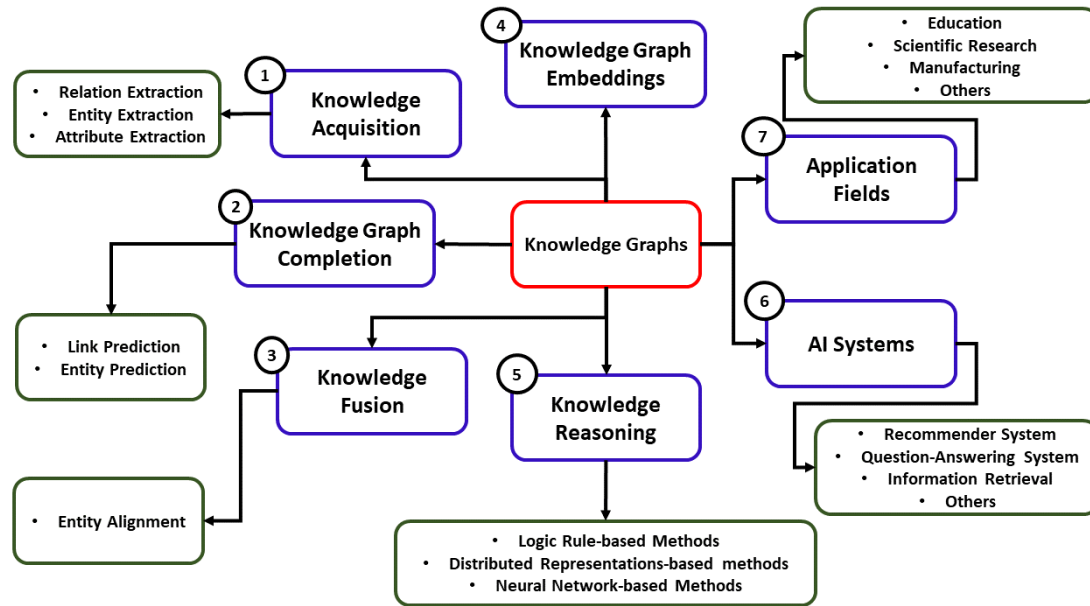 4
Knowledge Graph
Embeddings
• Education
• Scientific Research
• Manufacturing
• Others
1
Knowledge
Acquisition
• Relation Extraction
• Entity Extraction
• Attribute Extraction
7
Application
Fields
2
Knowledge Graph
Completion
Knowledge Graphs
6
AI Systems
• Link Prediction
• Entity Prediction
3
Knowledge
Fusion
5
Knowledge
Reasoning
• Recommender System
• Question-Answering System
• Information Retrieval
• Others
• Entity Alignment
• Logic Rule-based Methods
• Distributed Representations-based methods
• Neural Network-based Methods